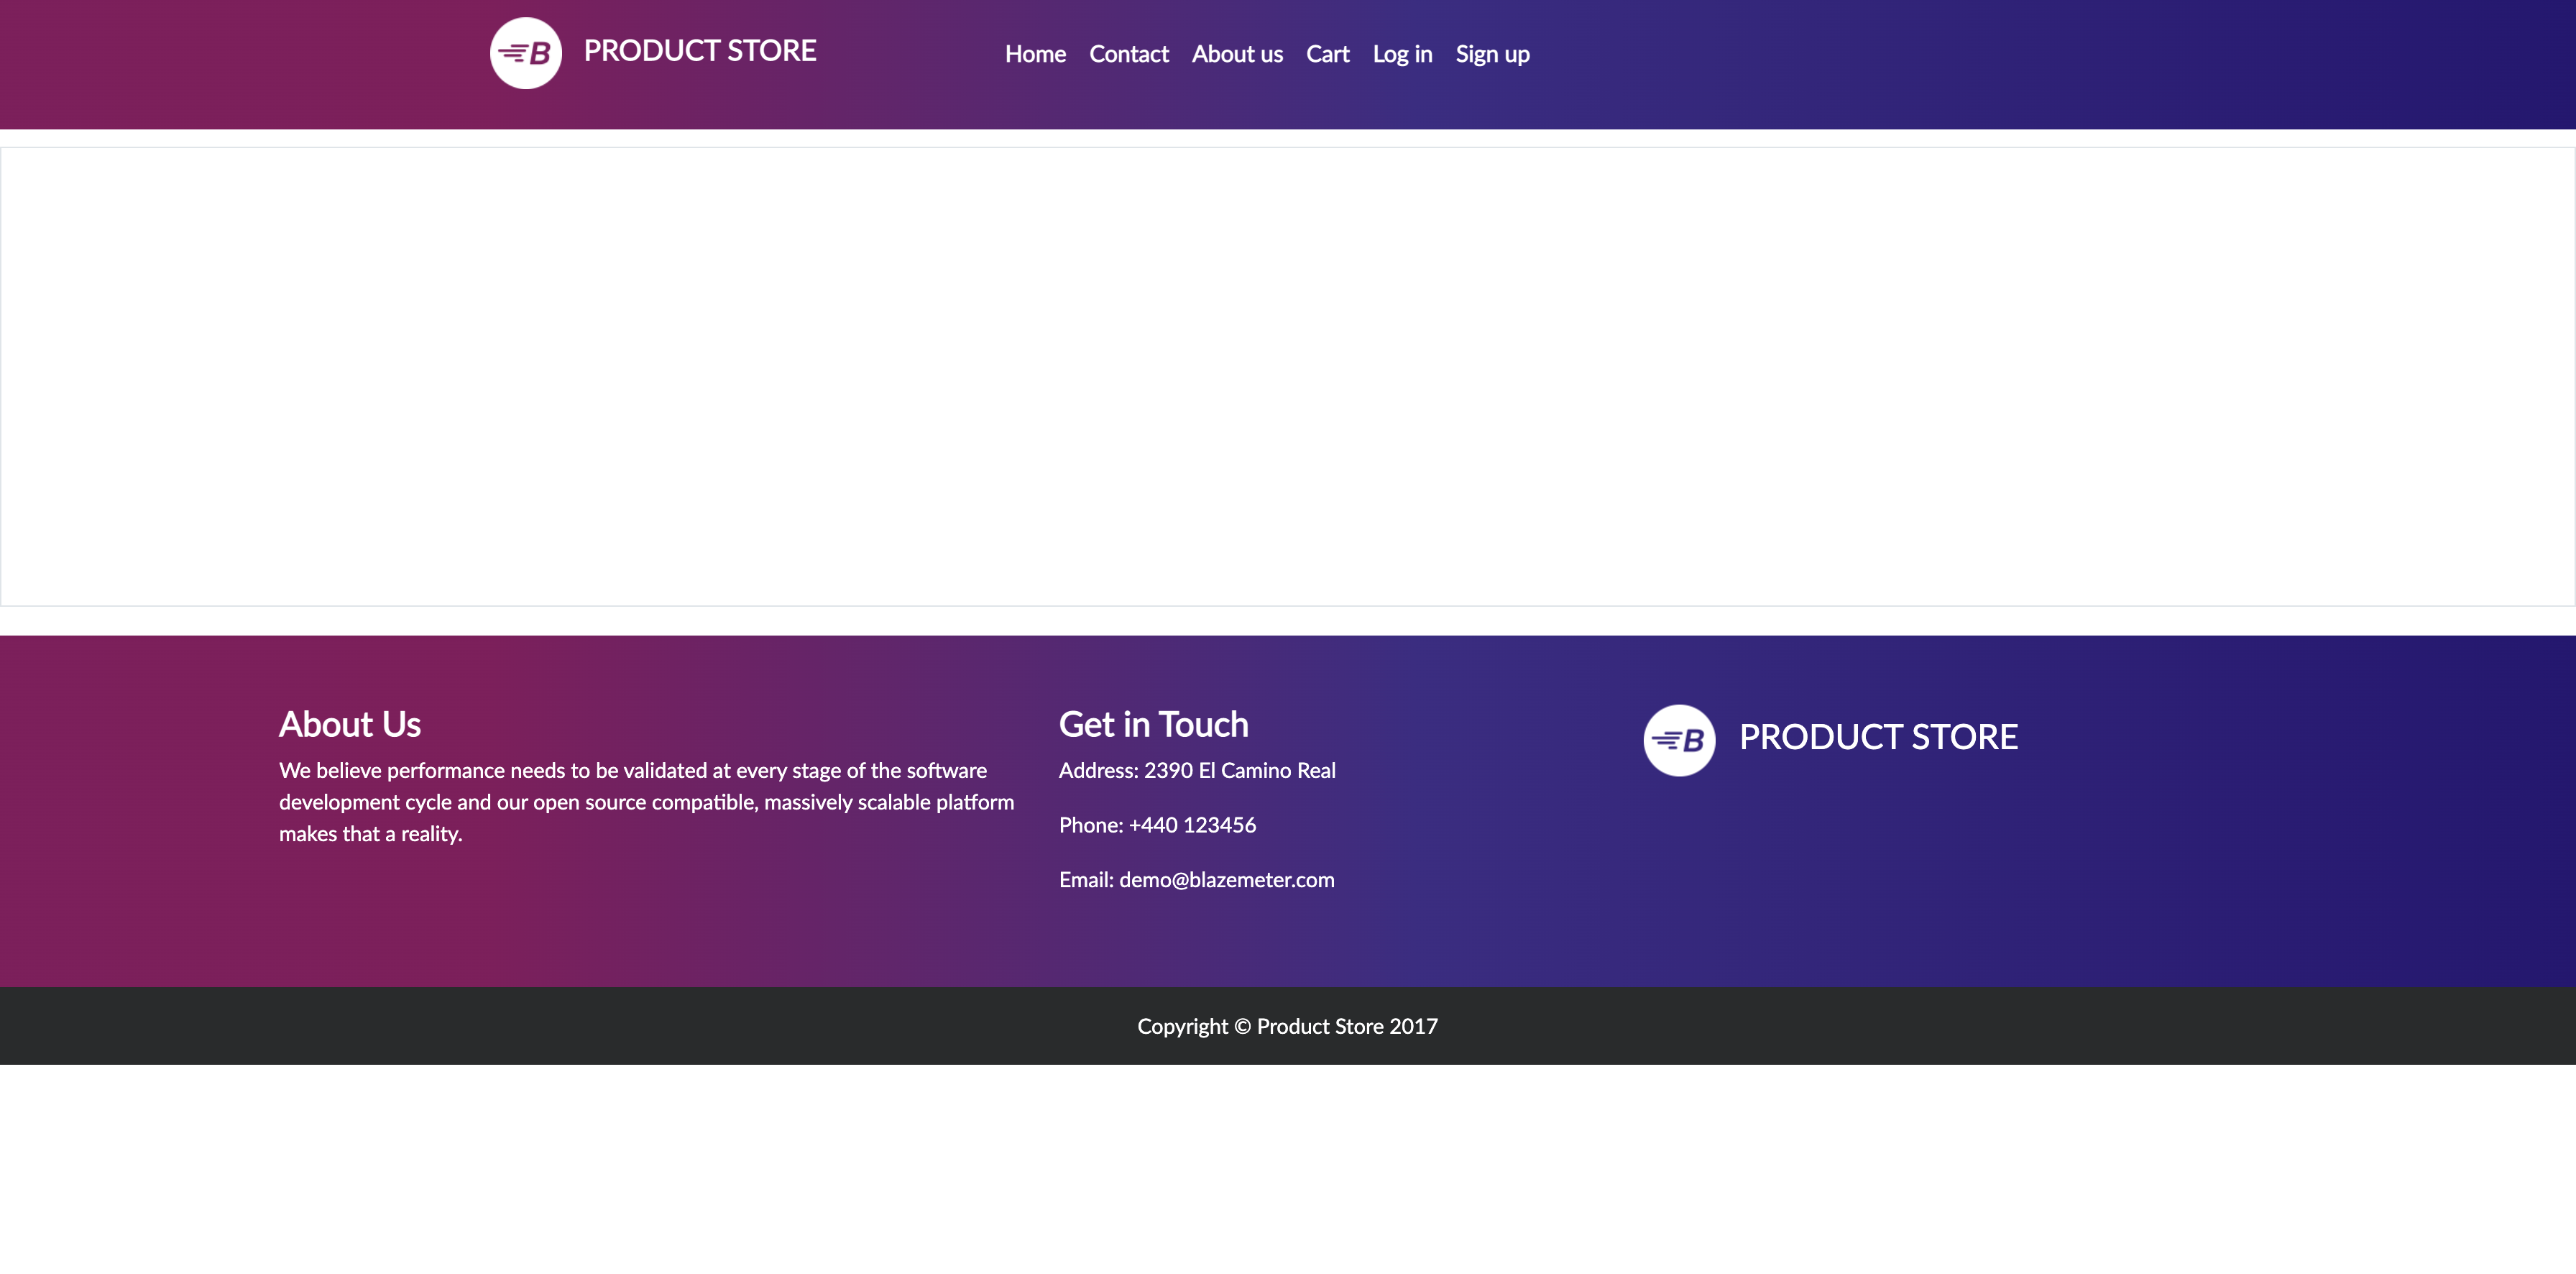 B PRODUCT STORE
Home Contact About us Cart Log in Sign up
About Us
We believe performance needs to be validated at every stage of the software
development cycle and our open source compatible, massively scalable platform
makes that a reality.
Get in Touch
Address: 2390 El Camino Real
Phone: +440 123456
Email: demo@blazemeter.com
B PRODUCT STORE
Copyright © Product Store 2017